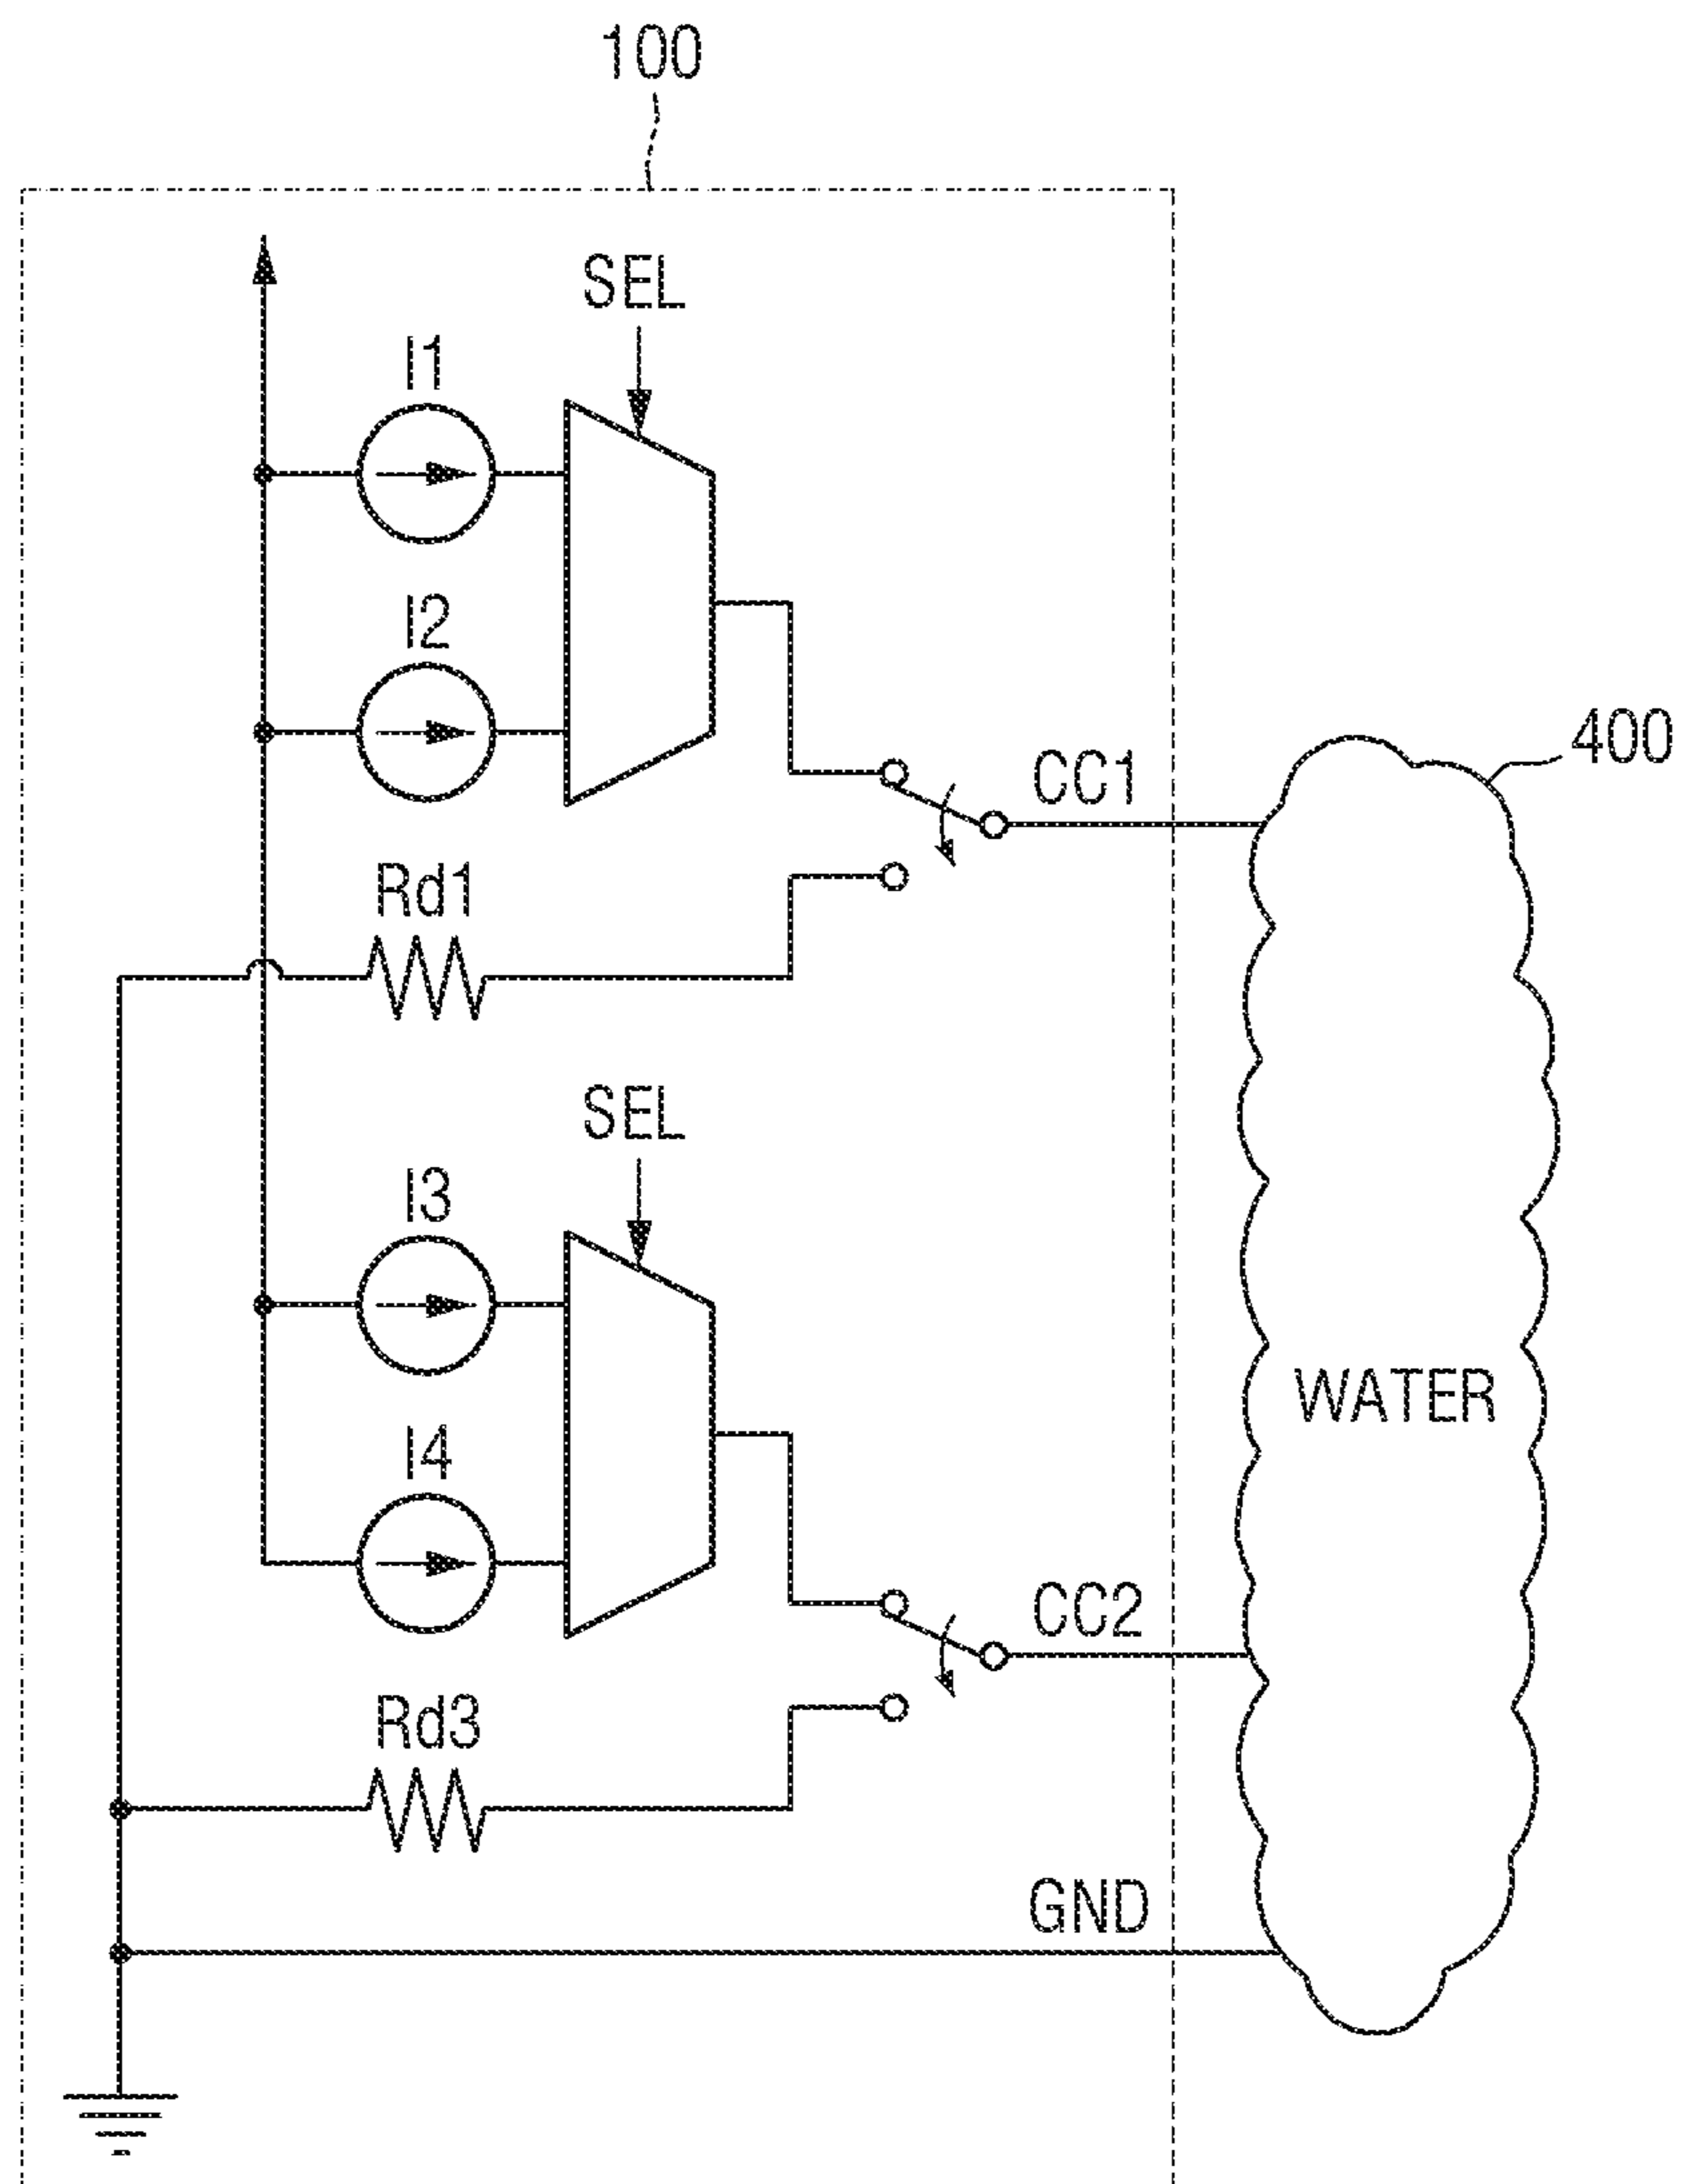 100
SEL
I1
I2
400
CC1
Rd1
SEL
I3
WATER
I4
CC2
Rd3
GND